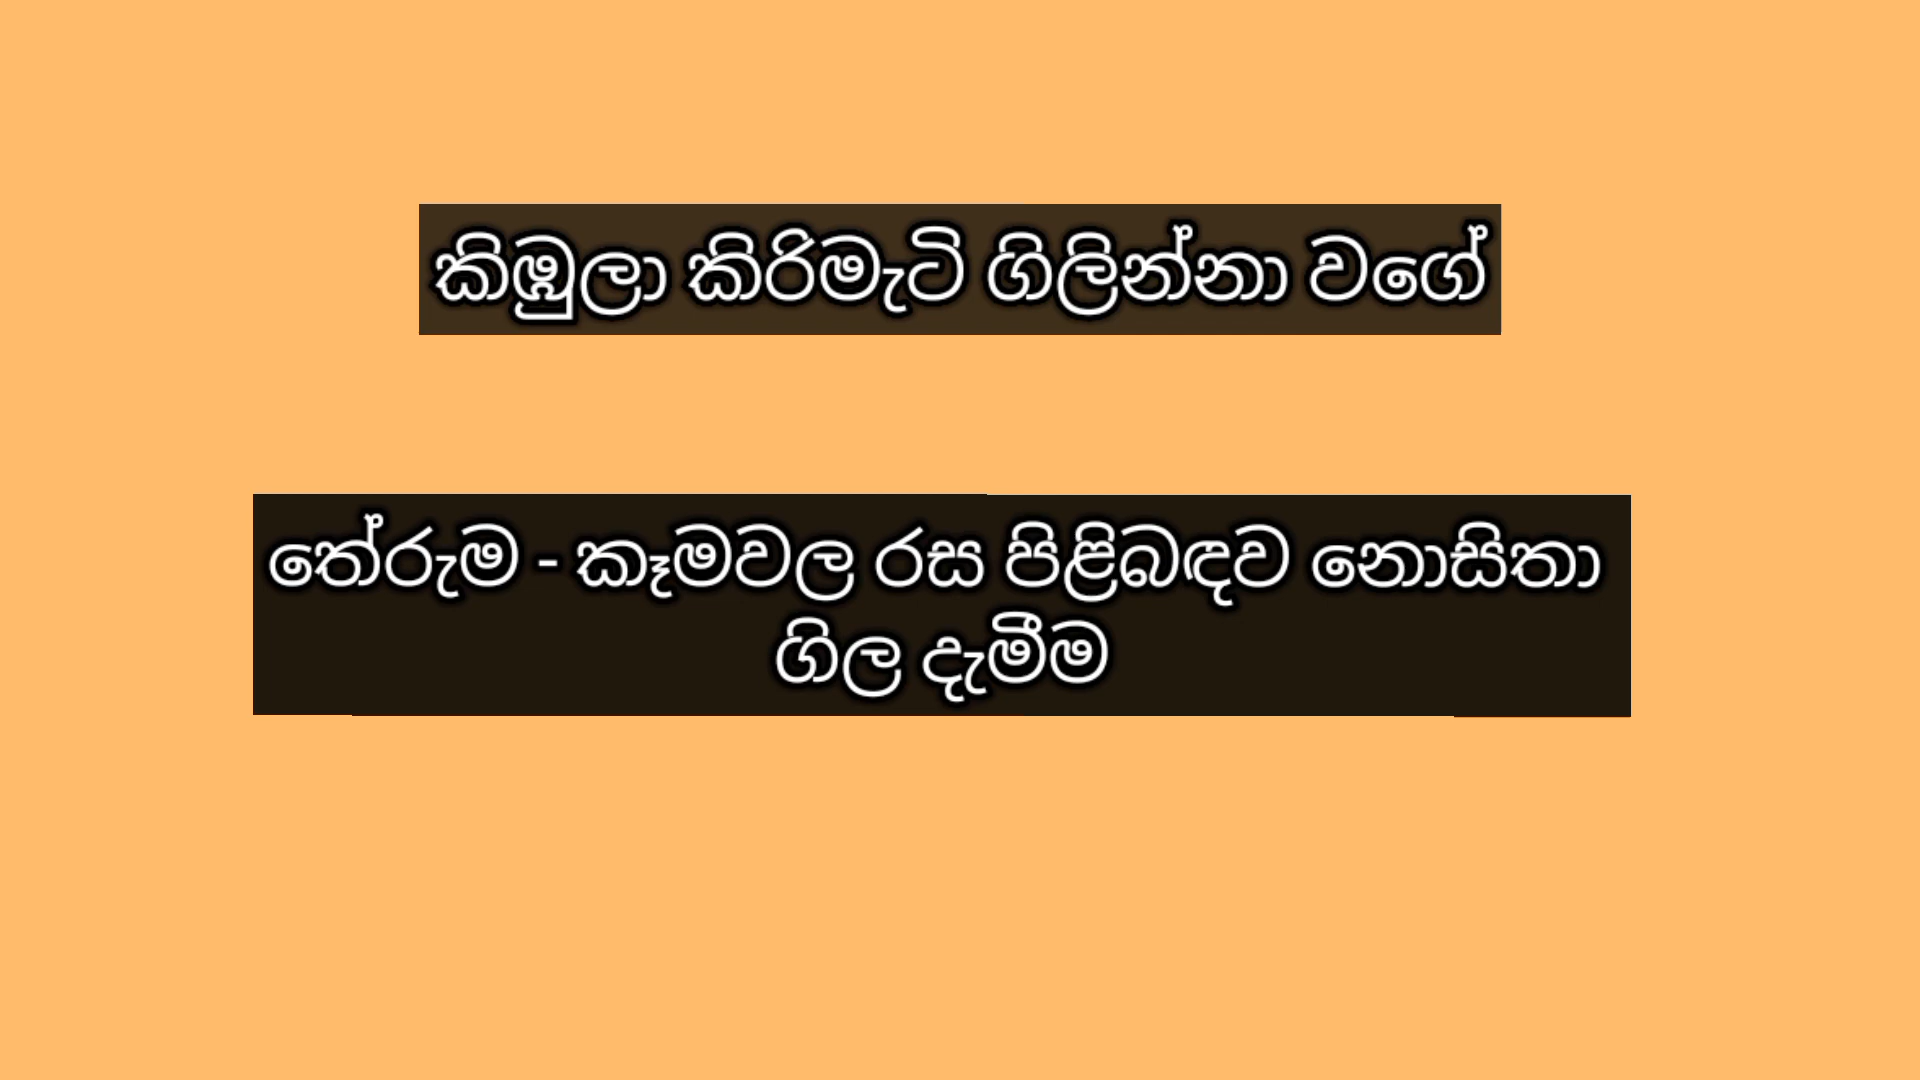 කිඹුලා කිරිමැටි ගිලින්නා වගේ
තේරුම - කෑමවල රස පිළිබඳව නොසිතා
ගිල දැමීම